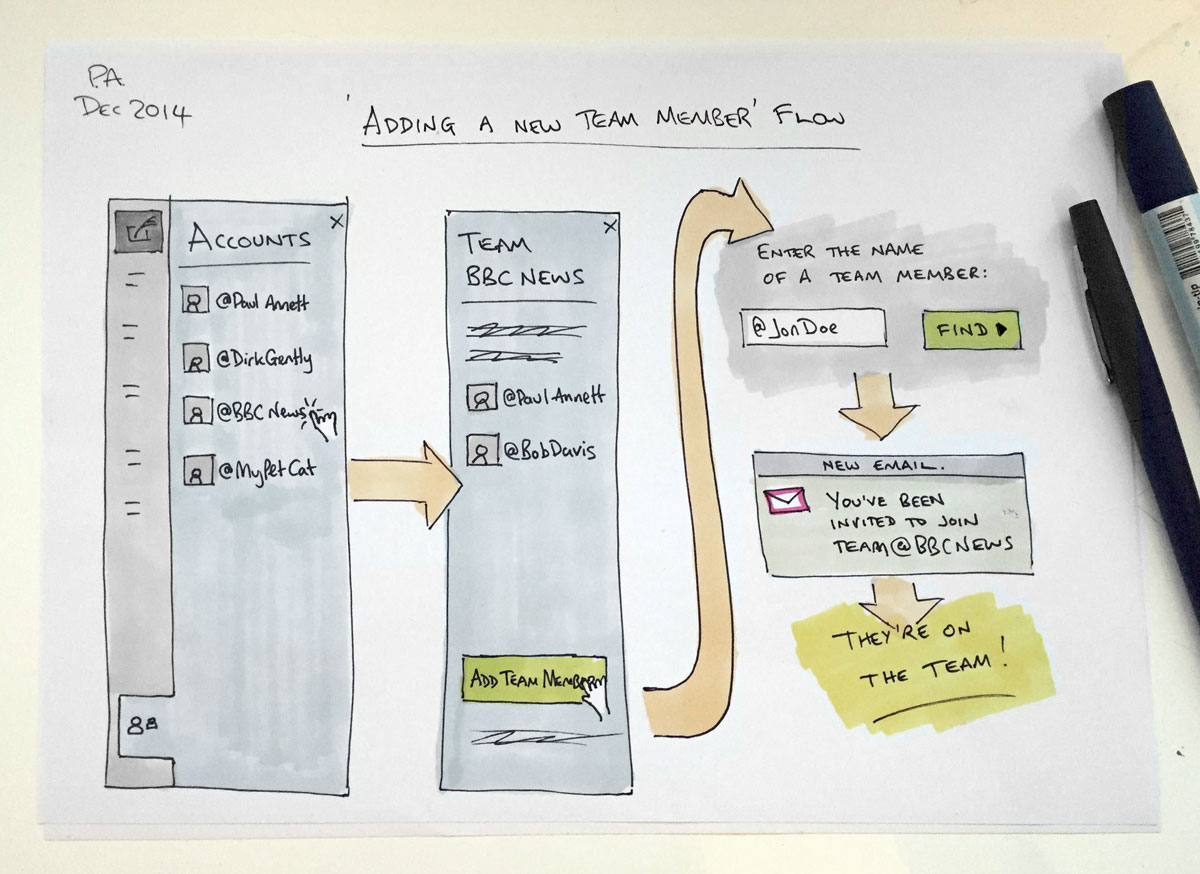 P.A.
DEC 2014
'ADDING A NEW TEAM MEMBER' FLOW
ACCOUNTS
X
@Paul Annett
@DirkGently
@BBC News
@MyPetCat
TEAM
X
BBC NEWS
@Paul Annett
@BobDavis
ADD TEAM MEMBER
ENTER THE NAME
OF A TEAM MEMBER:
@JonDoe
FIND
NEW EMAIL.
YOU'VE BEEN
INVITED TO JOIN
TEAM@BBCNEWS
THEY'RE ON
THE TEAM!